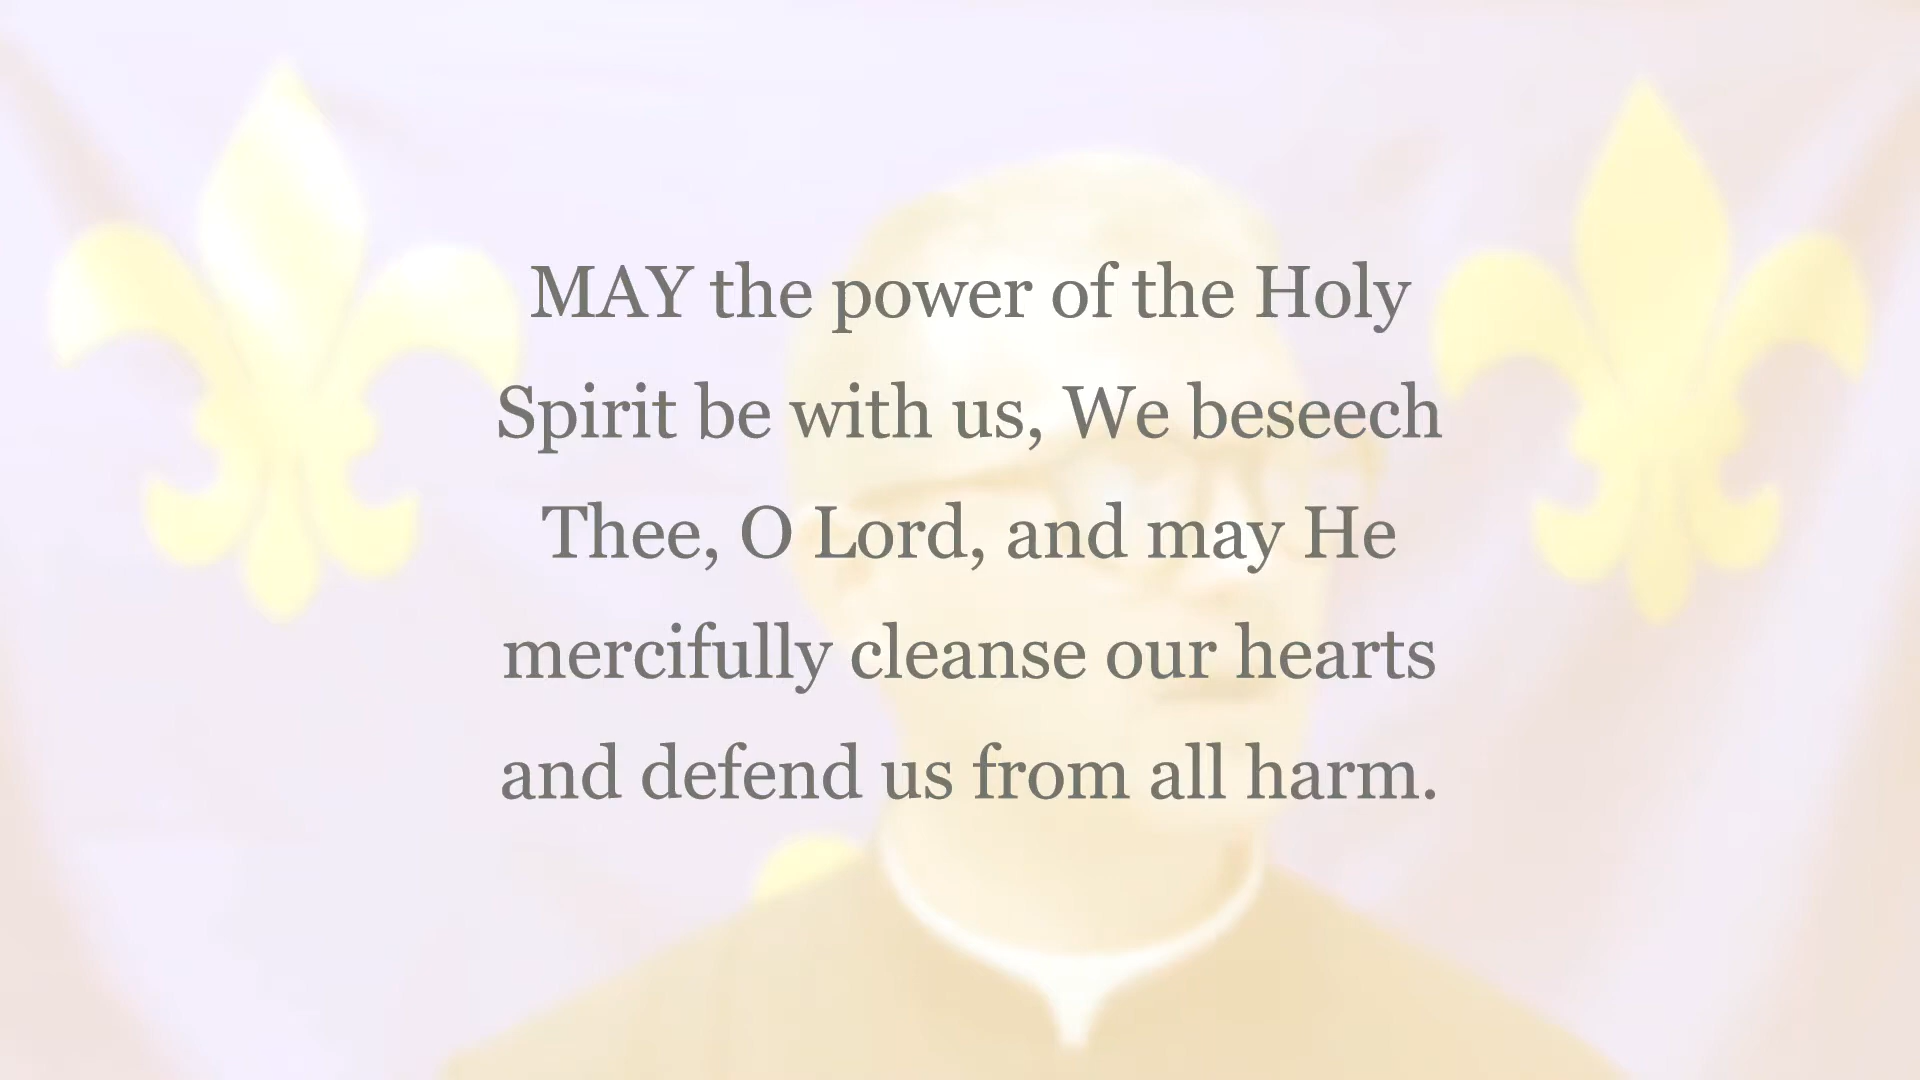 MAY the power of the Holy
Spirit be with us, We beseech
Thee, O Lord, and may He
mercifully cleanse our hearts
and defend us from all harm.